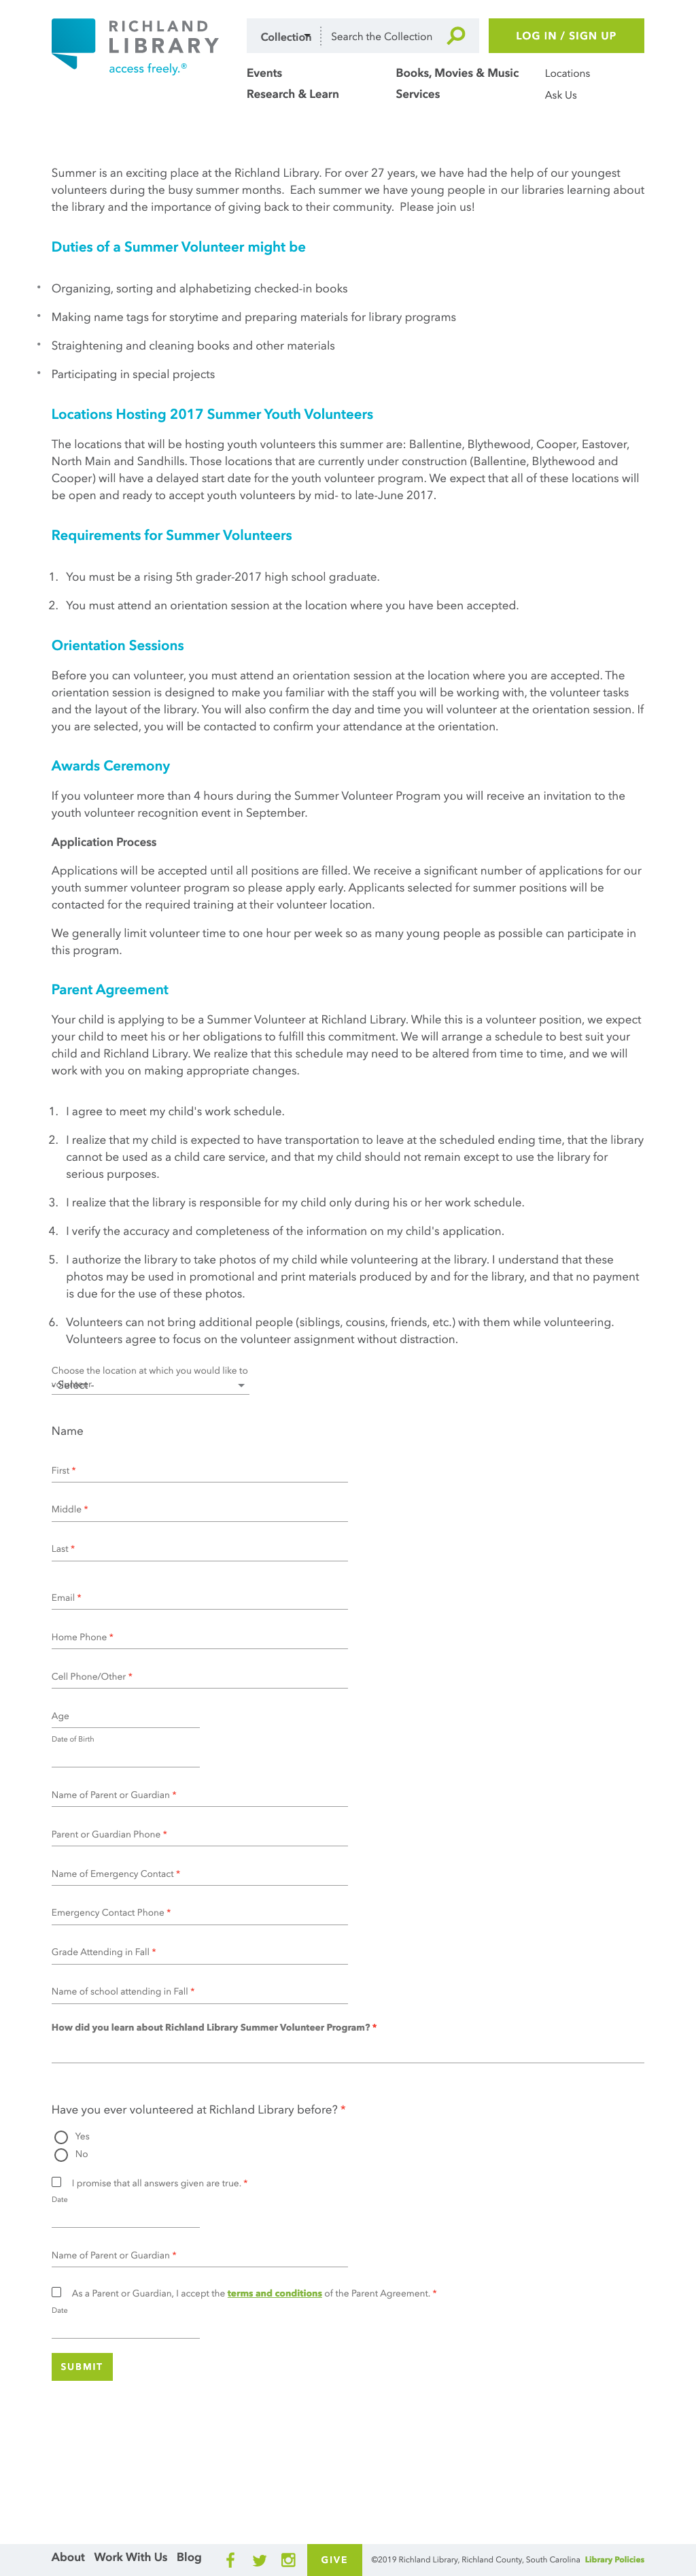 RICHLAND
LIBRARY
access freely.®
Collection
Search the Collection
LOG IN / SIGN UP
Events
Books, Movies & Music
Locations
Research & Learn
Services
Ask Us
Summer is an exciting place at the Richland Library. For over 27 years, we have had the help of our youngest
volunteers during the busy summer months. Each summer we have young people in our libraries learning about
the library and the importance of giving back to their community. Please join us!
Duties of a Summer Volunteer might be
* Organizing, sorting and alphabetizing checked-in books
* Making name tags for storytime and preparing materials for library programs
* Straightening and cleaning books and other materials
* Participating in special projects
Locations Hosting 2017 Summer Youth Volunteers
The locations that will be hosting youth volunteers this summer are: Ballentine, Blythewood, Cooper, Eastover,
North Main and Sandhills. Those locations that are currently under construction (Ballentine, Blythewood and
Cooper) will have a delayed start date for the youth volunteer program. We expect that all of these locations will
be open and ready to accept youth volunteers by mid- to late-June 2017.
Requirements for Summer Volunteers
1. You must be a rising 5th grader-2017 high school graduate.
2. You must attend an orientation session at the location where you have been accepted.
Orientation Sessions
Before you can volunteer, you must attend an orientation session at the location where you are accepted. The
orientation session is designed to make you familiar with the staff you will be working with, the volunteer tasks
and the layout of the library. You will also confirm the day and time you will volunteer at the orientation session. If
you are selected, you will be contacted to confirm your attendance at the orientation.
Awards Ceremony
If you volunteer more than 4 hours during the Summer Volunteer Program you will receive an invitation to the
youth volunteer recognition event in September.
Application Process
Applications will be accepted until all positions are filled. We receive a significant number of applications for our
youth summer volunteer program so please apply early. Applicants selected for summer positions will be
contacted for the required training at their volunteer location.
We generally limit volunteer time to one hour per week so as many young people as possible can participate in
this program.
Parent Agreement
Your child is applying to be a Summer Volunteer at Richland Library. While this is a volunteer position, we expect
your child to meet his or her obligations to fulfill this commitment. We will arrange a schedule to best suit your
child and Richland Library. We realize that this schedule may need to be altered from time to time, and we will
work with you on making appropriate changes.
1. I agree to meet my child's work schedule.
2. I realize that my child is expected to have transportation to leave at the scheduled ending time, that the library
cannot be used as a child care service, and that my child should not remain except to use the library for
serious purposes.
3. I realize that the library is responsible for my child only during his or her work schedule.
4. I verify the accuracy and completeness of the information on my child's application.
5. I authorize the library to take photos of my child while volunteering at the library. I understand that these
photos may be used in promotional and print materials produced by and for the library, and that no payment
is due for the use of these photos.
6. Volunteers can not bring additional people (siblings, cousins, friends, etc.) with them while volunteering.
Volunteers agree to focus on the volunteer assignment without distraction.
Choose the location at which you would like to
volunteer
- Select -
Name
First *
Middle *
Last *
Email *
Home Phone *
Cell Phone/Other *
Age
Date of Birth
Name of Parent or Guardian *
Parent or Guardian Phone *
Name of Emergency Contact *
Emergency Contact Phone *
Grade Attending in Fall *
Name of school attending in Fall *
How did you learn about Richland Library Summer Volunteer Program? *
Have you ever volunteered at Richland Library before? *
Yes
No
I promise that all answers given are true. *
Date
Name of Parent or Guardian *
As a Parent or Guardian, I accept the terms and conditions of the Parent Agreement. *
Date
SUBMIT
About Work With Us Blog
GIVE
©2019 Richland Library, Richland County, South Carolina Library Policies